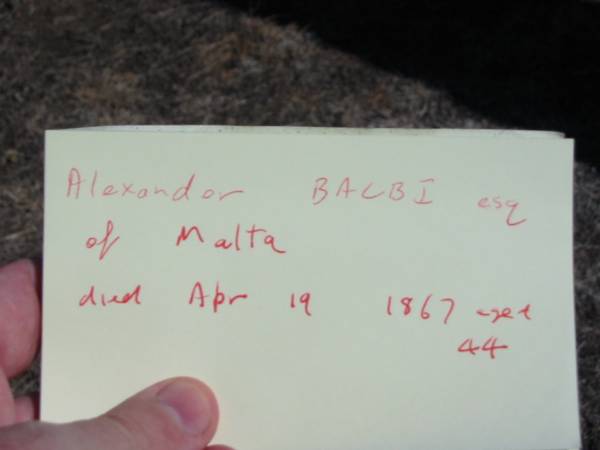 Alexander BALBI esq
of Malta
died Apr 19 1867 aged
44